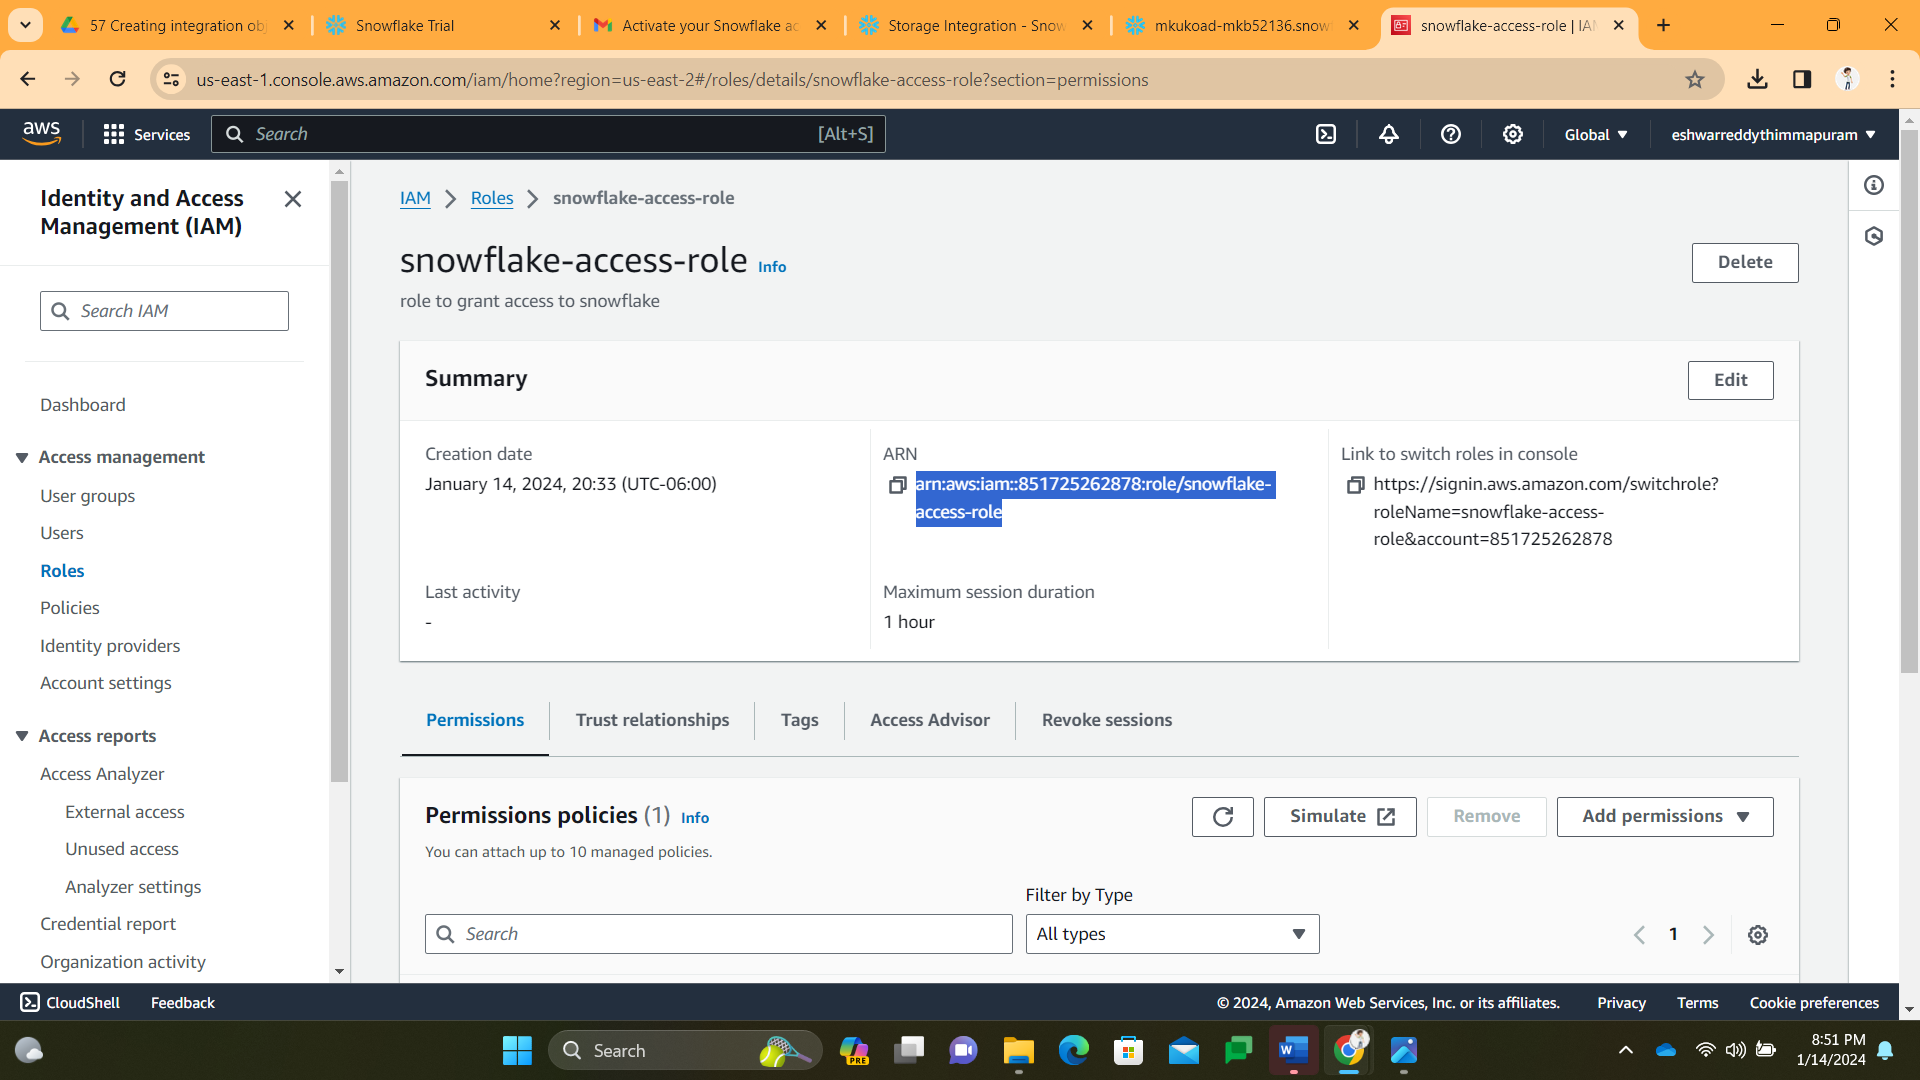 57 Creating integration obj
Snowflake Trial
Activate your Snowflake ac
Storage Integration - Snow
mkukoad-mkb52136.snow
snowflake-access-role | IA
us-east-1.console.aws.amazon.com/iam/home?region=us-east-2#/roles/details/snowflake-access-role?section=permissions
aws
Services
Search
[Alt+S]
Global
eshwarreddythimmapuram
Identity and Access
Management (IAM)
Search IAM
Dashboard
Access management
User groups
Users
Roles
Policies
Identity providers
Account settings
Access reports
Access Analyzer
External access
Unused access
Analyzer settings
Credential report
Organization activity
IAM
Roles
snowflake-access-role
snowflake-access-role Info
Delete
role to grant access to snowflake
Summary
Edit
Creation date
January 14, 2024, 20:33 (UTC-06:00)
ARN
arn:aws:iam::851725262878:role/snowflake-
access-role
Link to switch roles in console
https://signin.aws.amazon.com/switchrole?
roleName=snowflake-access-
role&account=851725262878
Last activity
-
Maximum session duration
1 hour
Permissions
Trust relationships
Tags
Access Advisor
Revoke sessions
Permissions policies (1) Info
Simulate
Remove
Add permissions
You can attach up to 10 managed policies.
Filter by Type
Search
All types
1
CloudShell
Feedback
© 2024, Amazon Web Services, Inc. or its affiliates.
Privacy
Terms
Cookie preferences
Search
PRE
W
8:51 PM
1/14/2024